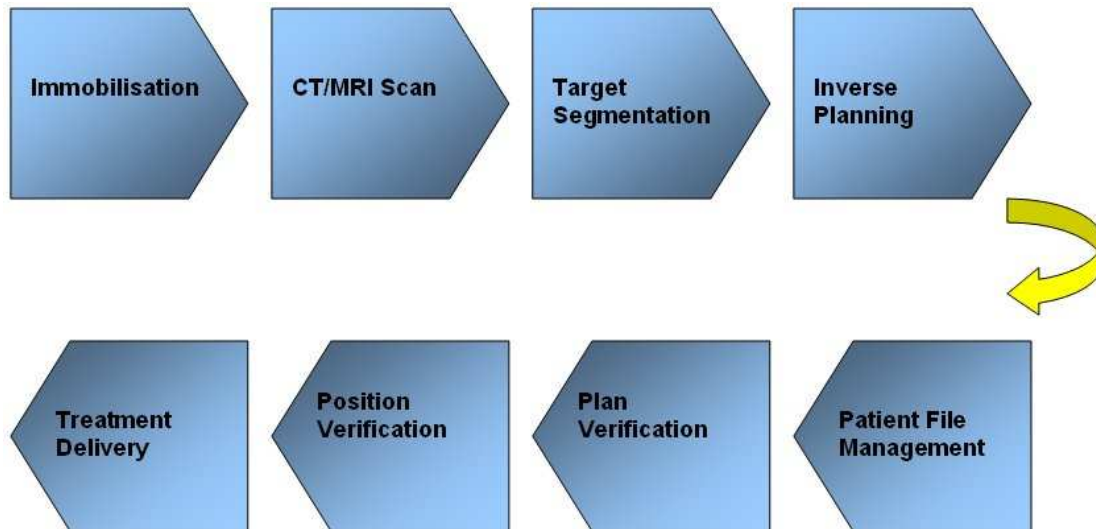 Immobilisation
CT/MRI Scan
Target
Segmentation
Inverse
Planning
Patient File
Management
Plan
Verification
Position
Verification
Treatment
Delivery